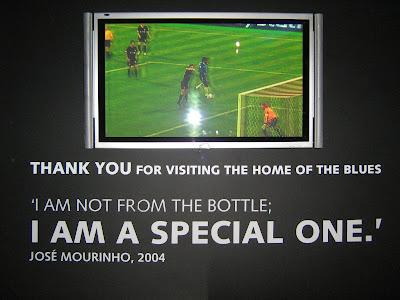 THANK YOU FOR VISITING THE HOME OF THE BLUES
'I AM NOT FROM THE BOTTLE;
I AM A SPECIAL ONE.'
JOSÉ MOURINHO, 2004